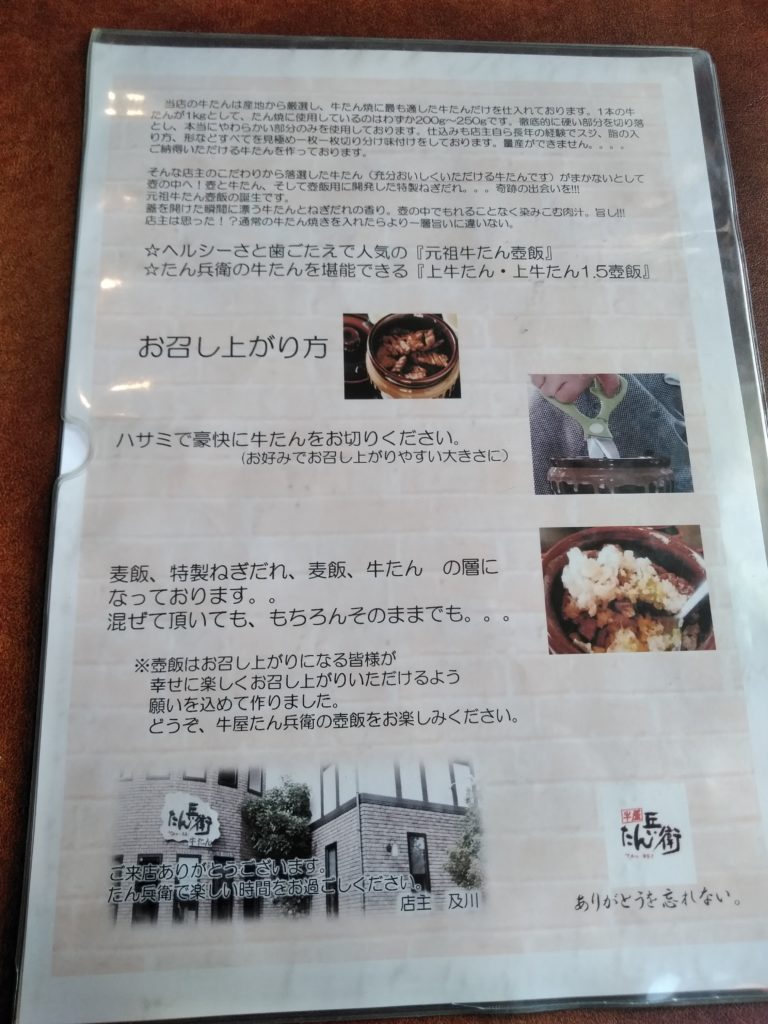 当店の牛たんは産地から厳選し、牛たん焼に最も適した牛たんだけを仕入れております。1本の牛
たんが1kgとして、たん焼に使用しているのはわずか200g～250gです。徹底的に硬い部分を切り落
とし、本当にやわらかい部分のみを使用しております。仕込みも店主自ら長年の経験でスジ、脂の入
り方、形などすべてを見極め一枚一枚切り分け味付けをしております。量産ができません。。。。
ご納得いただける牛たんを作っております。
そんな店主のこだわりから落選した牛たん（充分おいしくいただける牛たんです）がまかないとして
壺の中へ！壺と牛たん、そして壺飯用に開発した特製ねぎだれ。。。奇跡の出会いを!!!
元祖牛たん壺飯の誕生です。
蓋を開けた瞬間に漂う牛たんとねぎだれの香り。壺の中でもれることなく染みこむ肉汁。旨し!!!
店主は思った！？通常の牛たん焼きを入れたらより一層旨いに違いない。
☆ヘルシーさと歯ごたえで人気の『元祖牛たん壺飯』
☆たん兵衛の牛たんを堪能できる『上牛たん・上牛たん1.5壺飯』
お召し上がり方
ハサミで豪快に牛たんをお切りください。
（お好みでお召し上がりやすい大きさに）
麦飯、特製ねぎだれ、麦飯、牛たん　の層に
なっております。。
混ぜて頂いても、もちろんそのままでも。。。
※壺飯はお召し上がりになる皆様が
幸せに楽しくお召し上がりいただけるよう
願いを込めて作りました。
どうぞ、牛屋たん兵衛の壺飯をお楽しみください。
たん兵衛
牛たん
ご来店ありがとうございます。
たん兵衛で楽しい時間をお過ごしください。
店主　及川
牛屋
たん兵衛
ありがとうを忘れない。